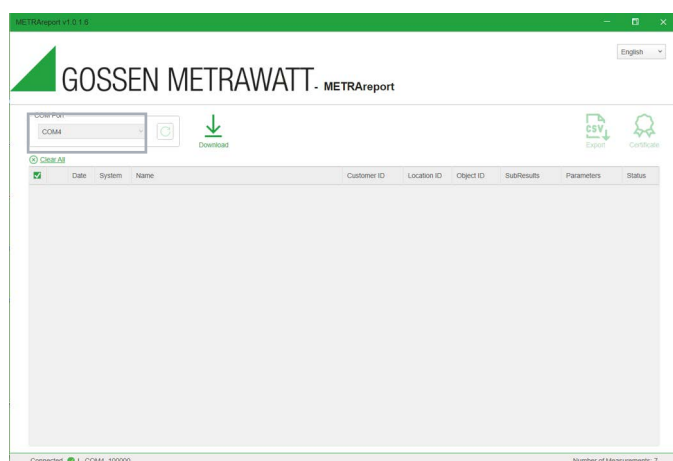 METRAreport v1.0.1.6
English
GOSSEN METRAWATT - METRAreport
COM Port
COM4
Download
CSV
Export
Certificate
Clear All
Date System Name Customer ID Location ID Object ID SubResults Parameters Status
Connected COM4, 100000
Number of Measurements: 7